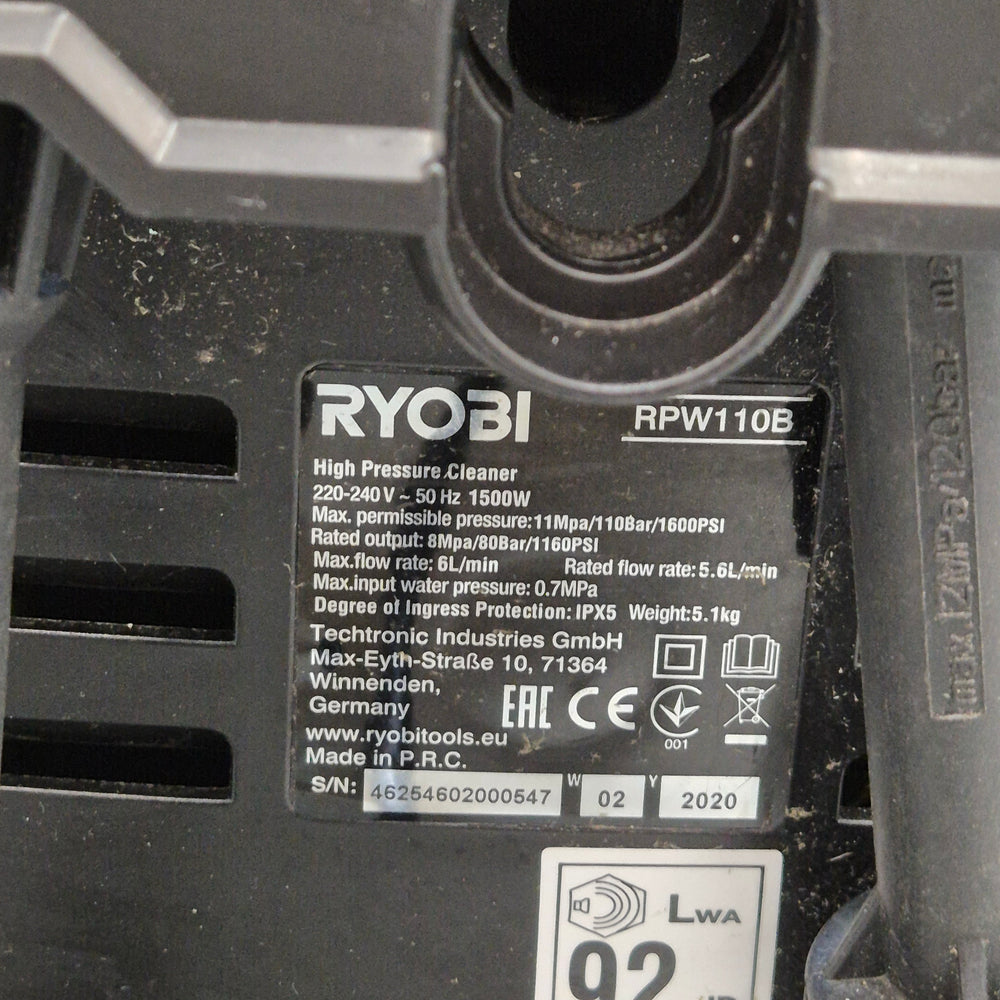 RYOBI RPW110B
High Pressure Cleaner
220-240 V ~ 50 Hz 1500W
Max. permissible pressure:11Mpa/110Bar/1600PSI
Rated output: 8Mpa/80Bar/1160PSI
Max.flow rate: 6L/min Rated flow rate: 5.6L/min
Max.input water pressure: 0.7MPa
Degree of Ingress Protection: IPX5 Weight:5.1kg
Techtronic Industries GmbH
Max-Eyth-Straße 10, 71364
Winnenden,
Germany
EAC CE
001
www.ryobitools.eu
Made in P.R.C.
S/N: 46254602000547 W 02 Y 2020
LWA
92
max 12MPa/120bar